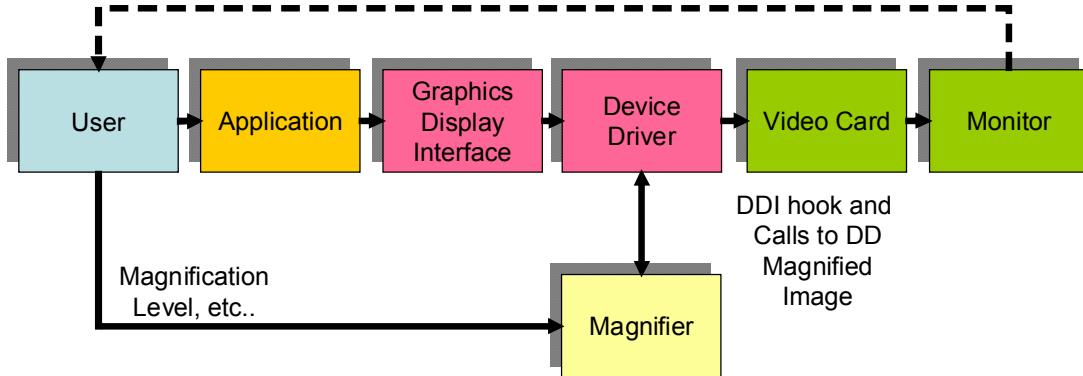 User
Application
Graphics
Display
Interface
Device
Driver
Video Card
Monitor
DDI hook and
Calls to DD
Magnified
Image
Magnification
Level, etc..
Magnifier